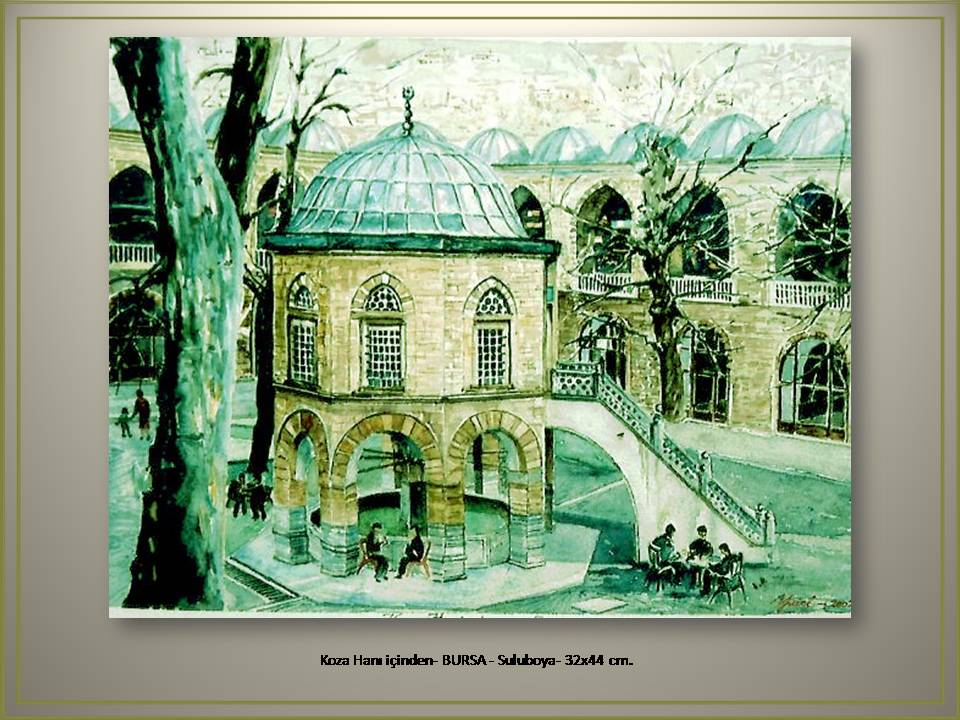 Koza Hanı içinden- BURSA - Suluboya- 32x44 cm.